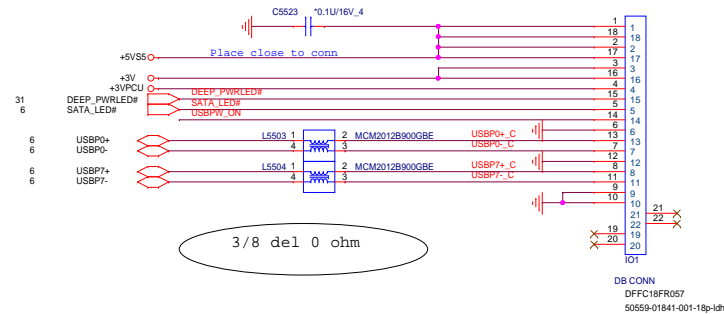 C5523 *0.1U/16V_4
1 1
18 18
2 2
+5VS5 Place close to conn 17 17
3 3
+3V 16 16
+3VPCU 4 4
31 DEEP_PWRLED# DEEP_PWRLED# 15 15
6 SATA_LED# SATA_LED# 5 5
USBPW_ON 14 14
6 6
6 USBP0+ L5503 1 2 MCM2012B900GBE USBP0+_C 13 13
6 USBP0- 4 3 USBP0-_C 7 7
12 12
6 USBP7+ L5504 1 2 MCM2012B900GBE USBP7+_C 8 8
6 USBP7- 4 3 USBP7-_C 11 11
9 9
10 10
21 21
22 22
19 19
20 20
3/8 del 0 ohm
IO1
DB CONN
DFFC18FR057
50559-01841-001-18p-ldh